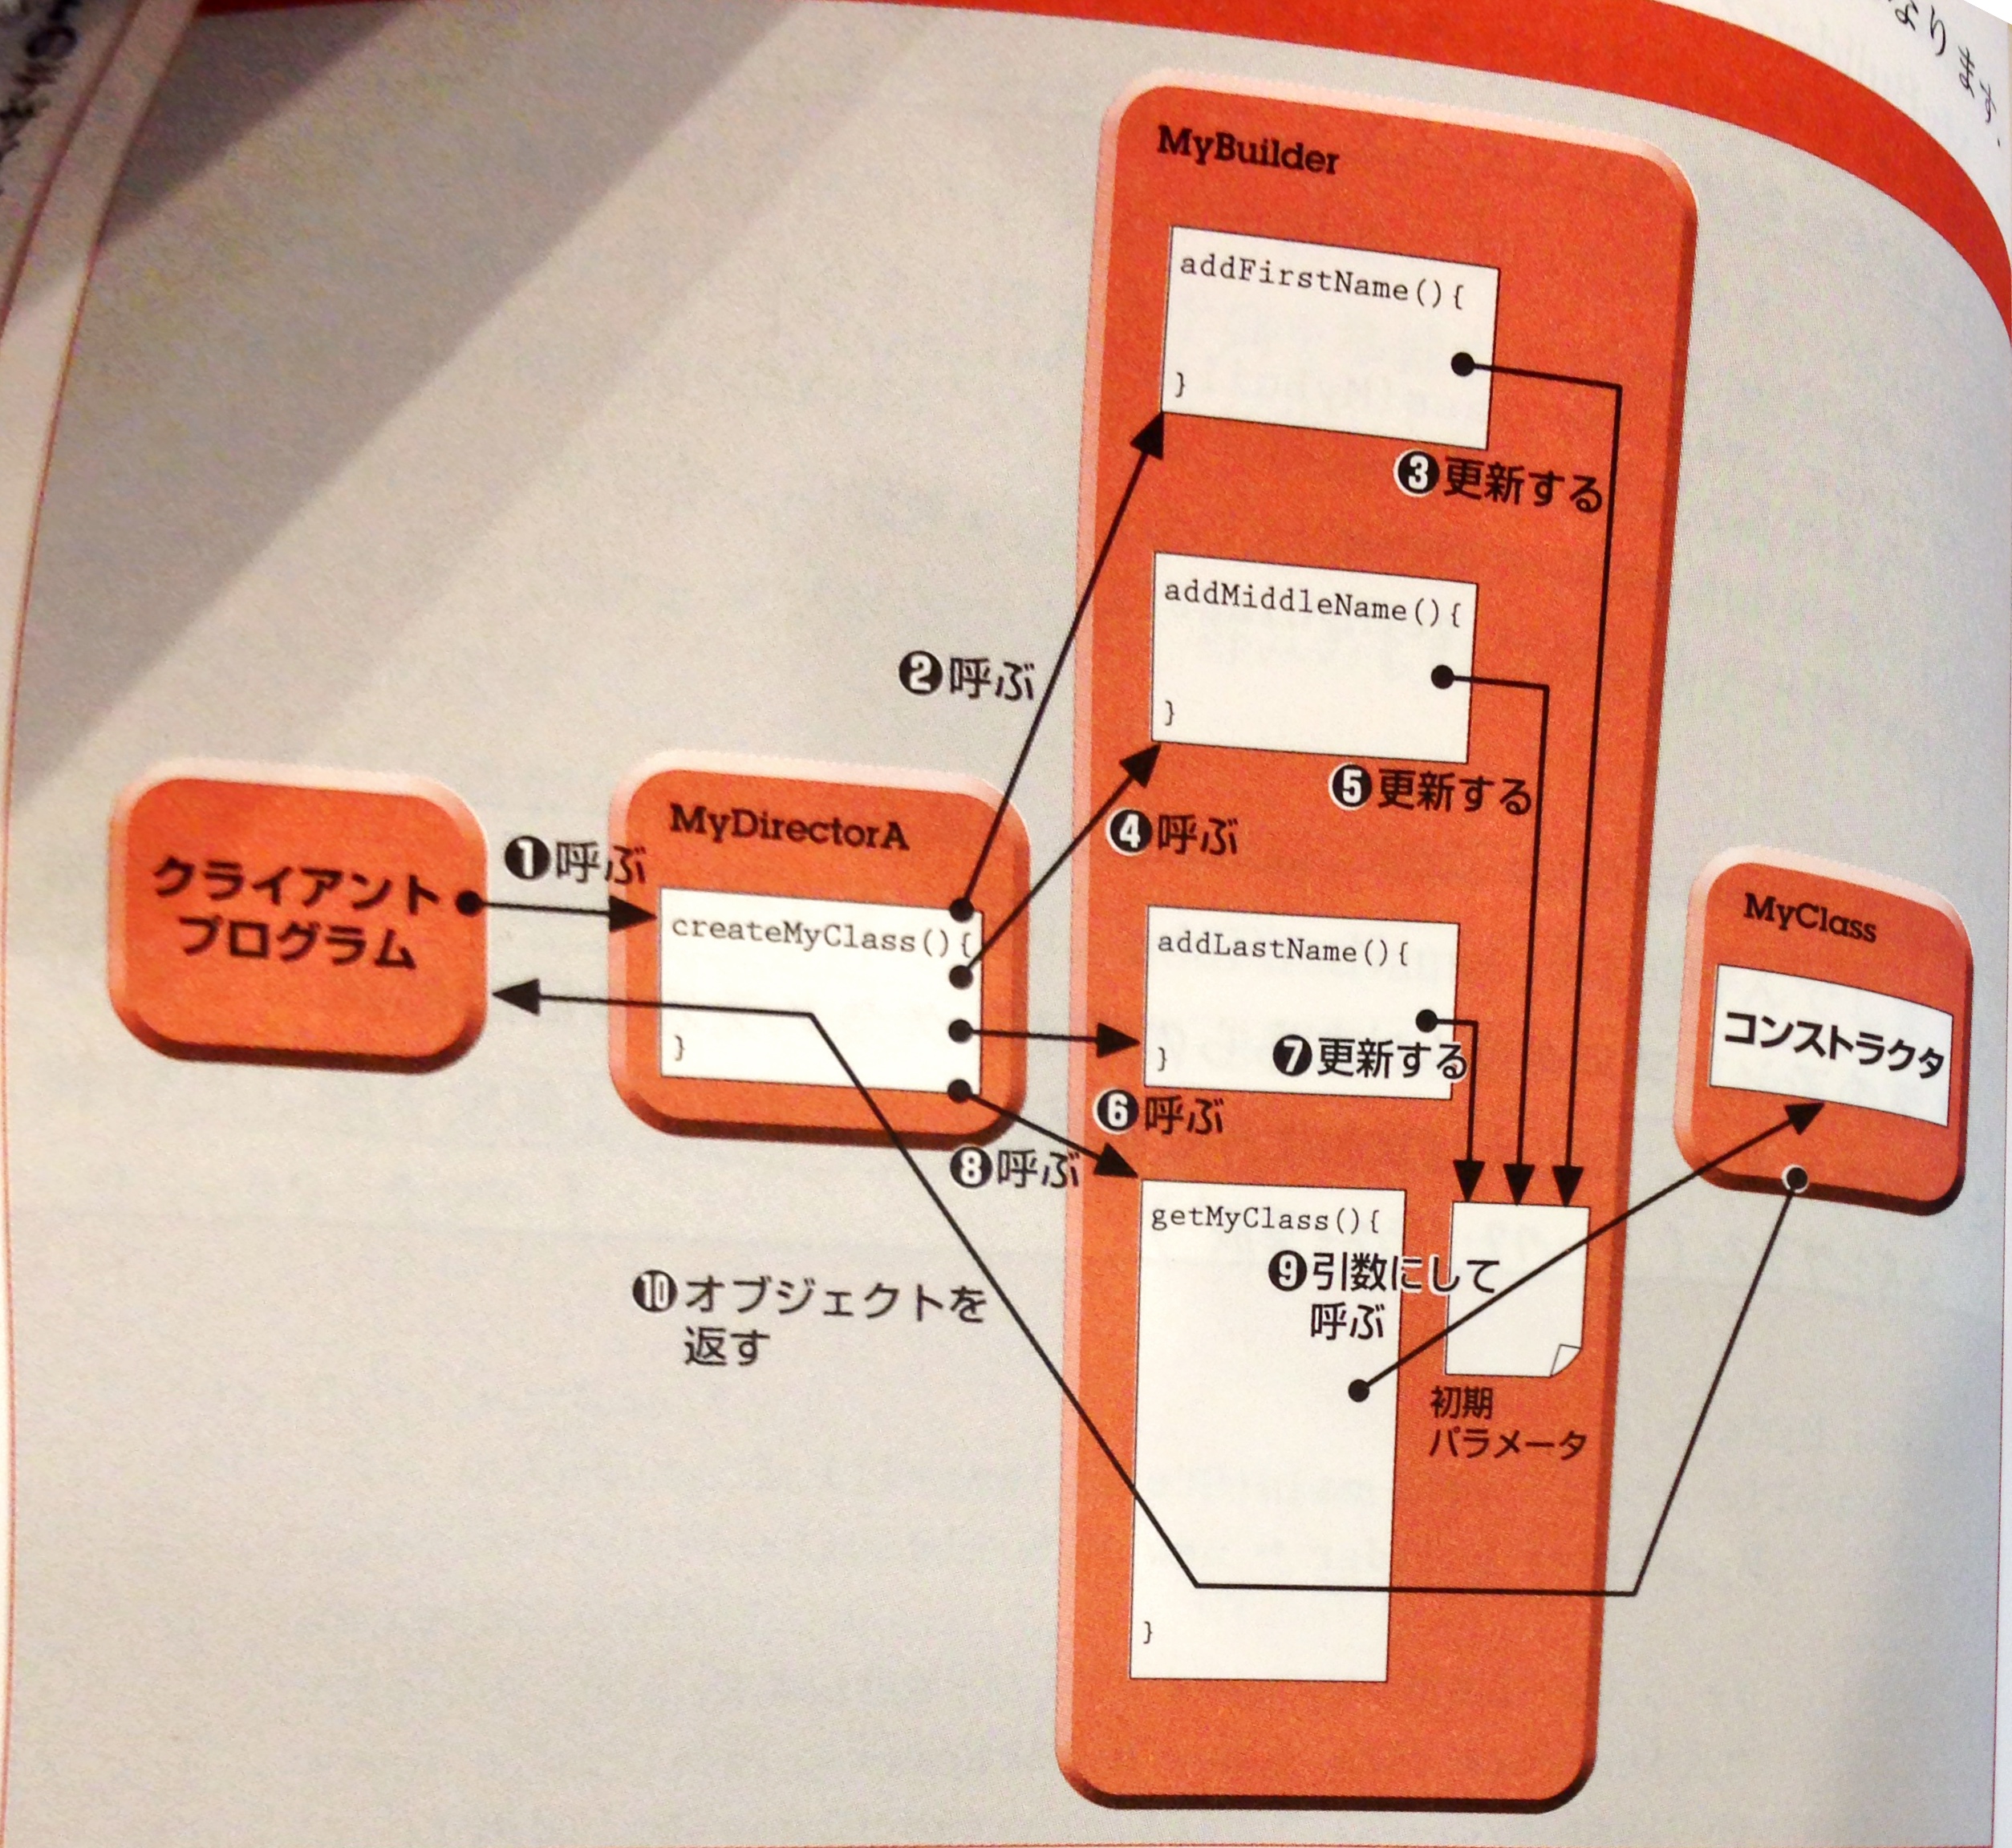 なります、
MyBuilder
addFirstName(){
}
❸更新する
addMiddleName(){
}
❷呼ぶ
❺更新する
MyDirectorA
❹呼ぶ
❶呼ぶ
クライアント
プログラム
createMyClass(){
}
addLastName(){
}
❼更新する
❻呼ぶ
MyClass
コンストラクタ
❽呼ぶ
getMyClass(){
❾引数にして
呼ぶ
}
初期
パラメータ
❿オブジェクトを
返す